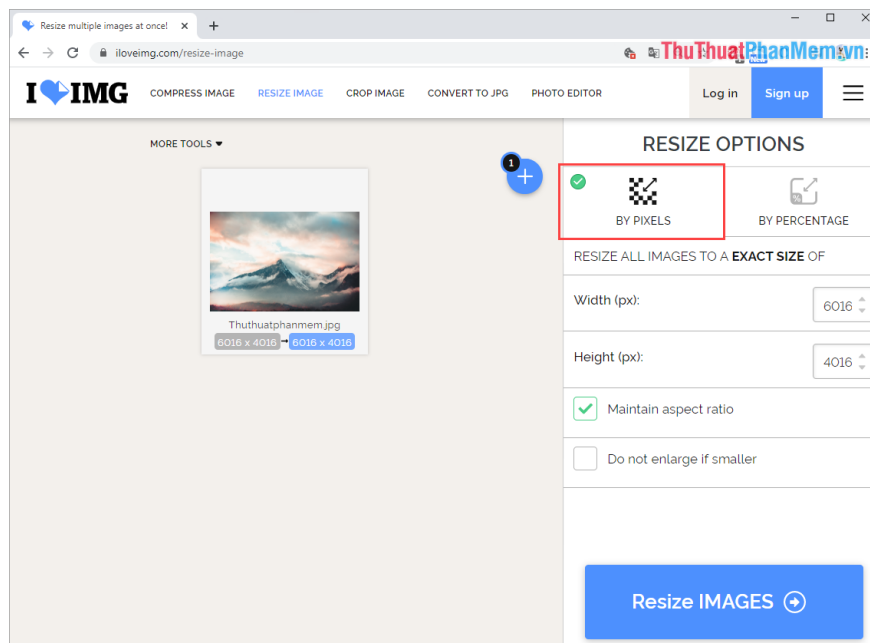 Resize multiple images at once!
iloveimg.com/resize-image
ThuThuatPhanMem.vn
I IMG
COMPRESS IMAGE
RESIZE IMAGE
CROP IMAGE
CONVERT TO JPG
PHOTO EDITOR
Log in
Sign up
MORE TOOLS
1
Thuthuatphanmem.jpg
6016 x 4016 → 6016 x 4016
RESIZE OPTIONS
BY PIXELS
%
BY PERCENTAGE
RESIZE ALL IMAGES TO A EXACT SIZE OF
Width (px):
6016
Height (px):
4016
Maintain aspect ratio
Do not enlarge if smaller
Resize IMAGES